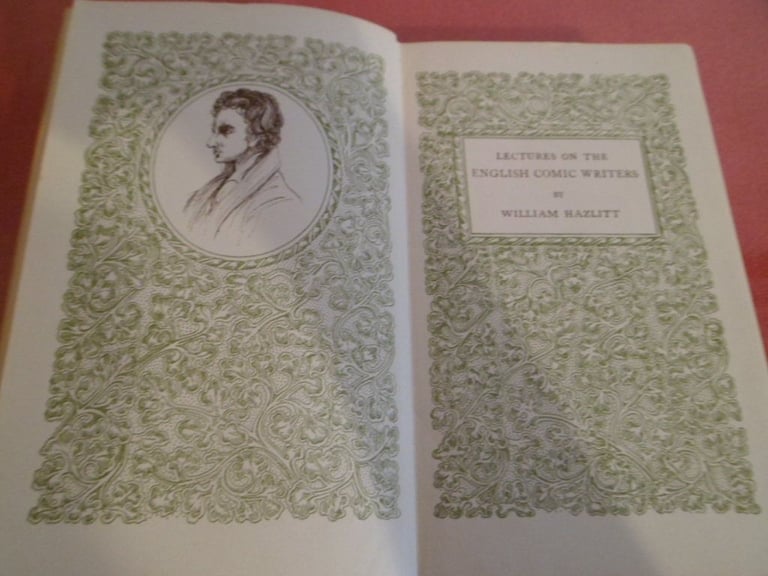 LECTURES ON THE
ENGLISH COMIC WRITERS
BY
WILLIAM HAZLITT